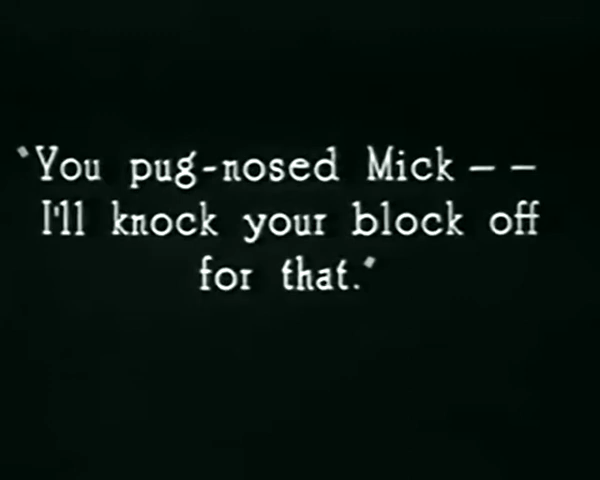 "You pug-nosed Mick – –
I'll knock your block off
for that."